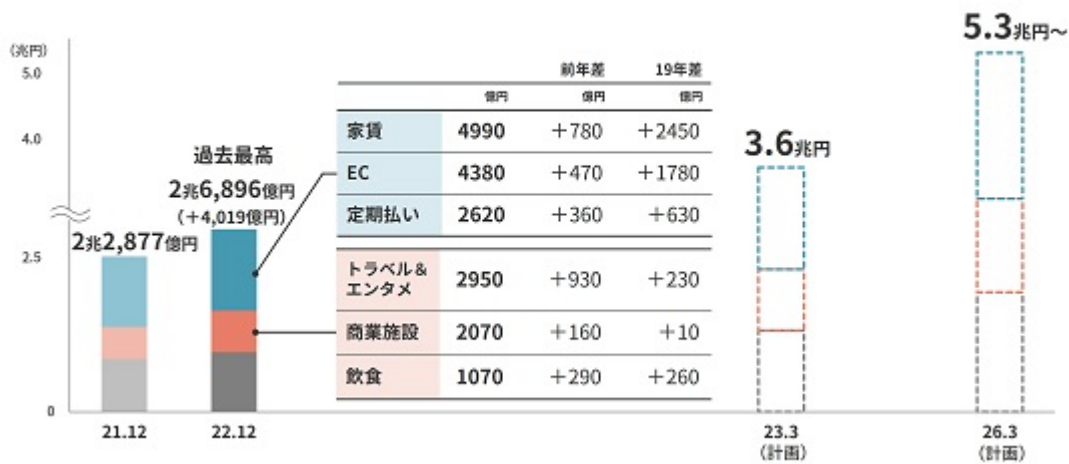 5.3兆円～
(兆円)
5.0
前年差 19年差
億円 億円 億円
家賃 4990 +780 +2450
4.0
3.6兆円
過去最高
EC 4380 +470 +1780
2兆6,896億円
(+4,019億円)
定期払い 2620 +360 +630
2兆2,877億円
2.5
トラベル&
エンタメ 2950 +930 +230
商業施設 2070 +160 +10
飲食 1070 +290 +260
0
21.12 22.12 23.3 26.3
(計画) (計画)